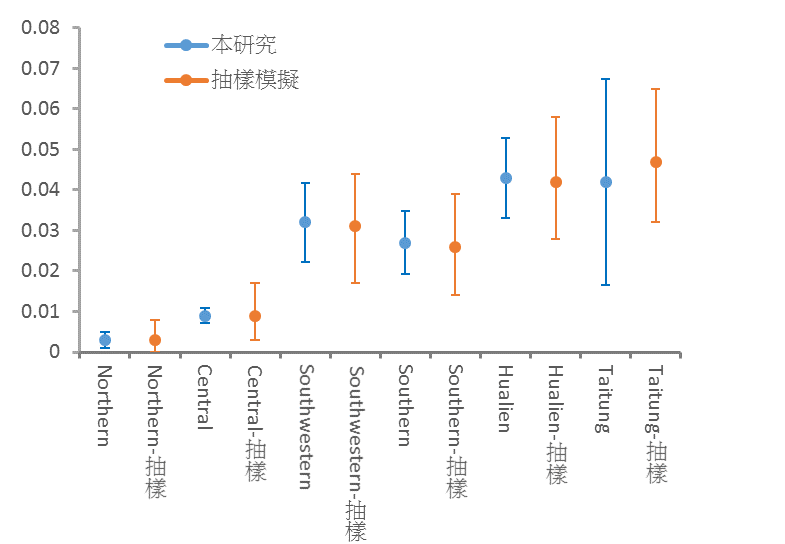 0.08
0.07
0.06
0.05
0.04
0.03
0.02
0.01
0
本研究
抽樣模擬
Northern
Northern-抽樣
Central
Central-抽樣
Southwestern
Southwestern-抽樣
Southern
Southern-抽樣
Hualien
Hualien-抽樣
Taitung
Taitung-抽樣